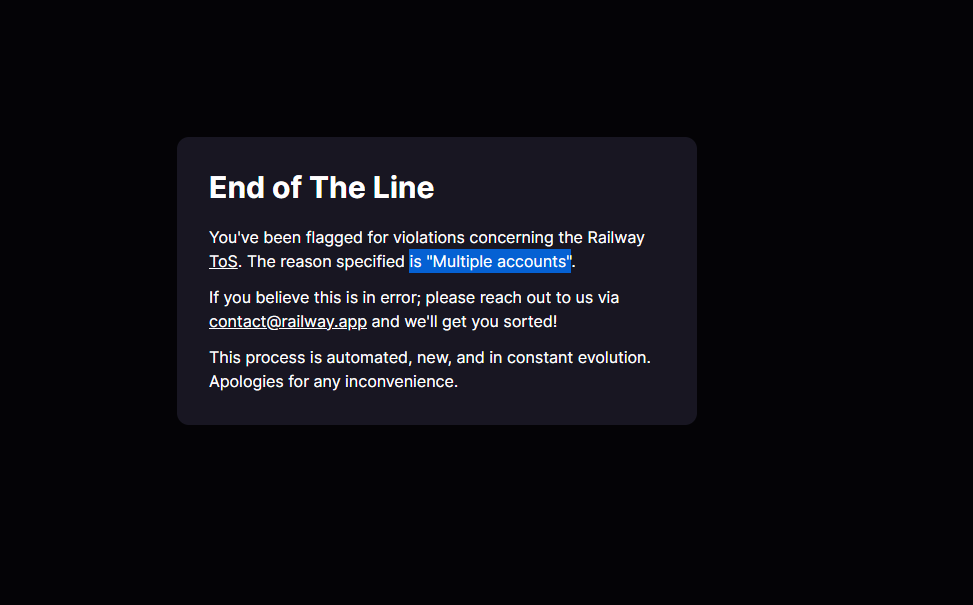 End of The Line
You've been flagged for violations concerning the Railway
ToS. The reason specified is "Multiple accounts".
If you believe this is in error; please reach out to us via
contact@railway.app and we'll get you sorted!
This process is automated, new, and in constant evolution.
Apologies for any inconvenience.